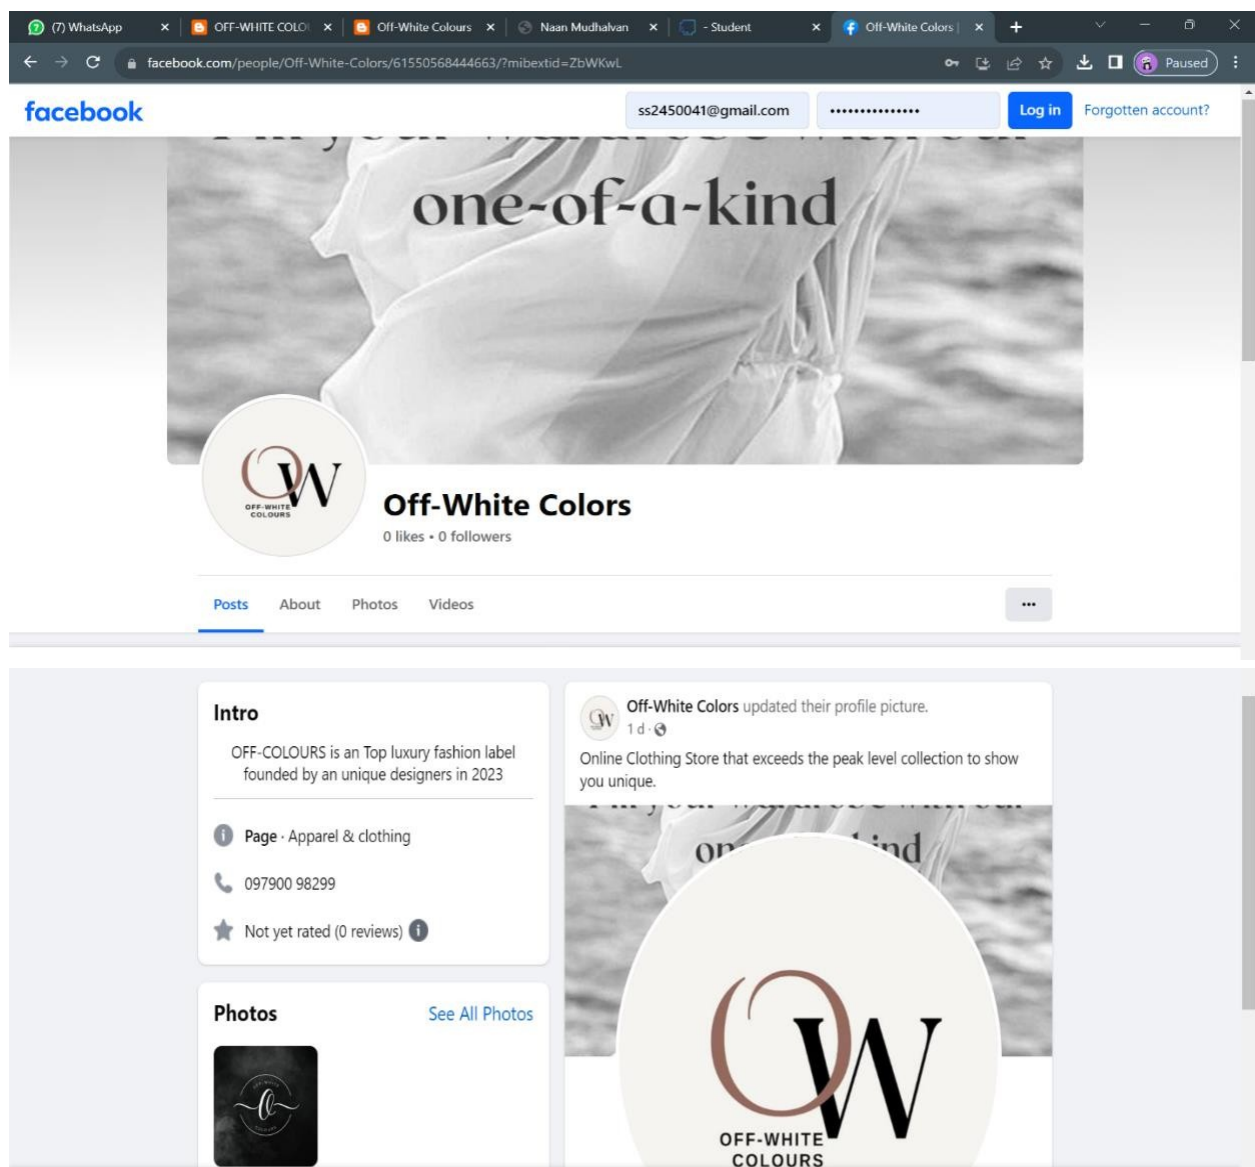 (7) WhatsApp
OFF-WHITE COLO
Off-White Colours
Naan Mudhalvan
- Student
Off-White Colors |
facebook.com/people/Off-White-Colors/61550568444663/?mibextid=ZbWKwL
Paused
facebook
ss2450041@gmail.com
•••••••••••••••
Log in
Forgotten account?
one-of-a-kind
OW
OFF-WHITE
COLOURS
Off-White Colors
0 likes • 0 followers
Posts
About
Photos
Videos
Intro
OFF-COLOURS is an Top luxury fashion label
founded by an unique designers in 2023
Page · Apparel & clothing
097900 98299
Not yet rated (0 reviews)
Photos
See All Photos
OW
Off-White Colors updated their profile picture.
1 d ·
Online Clothing Store that exceeds the peak level collection to show
you unique.
OW
OFF-WHITE
COLOURS